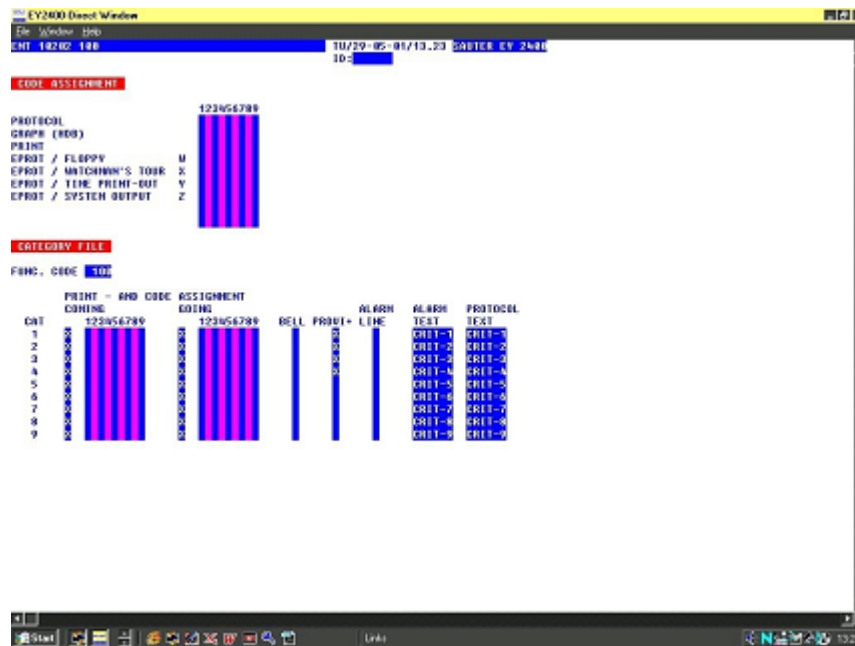 EY2400 Direct Window
File Window Help
CNT 10202 100 TU/29-05-01/13.23 SAUTER EY 2400
ID:
CODE ASSIGNMENT
123456789
PROTOCOL
GRAPH (HDB)
PRINT
EPROT / FLOPPY W
EPROT / WATCHMAN'S TOUR X
EPROT / TIME PRINT-OUT Y
EPROT / SYSTEM OUTPUT Z
CATEGORY FILE
FUNC. CODE 100
PRINT - AND CODE ASSIGNMENT
COMING GOING ALARM ALARM PROTOCOL
CAT 123456789 123456789 BELL PROVI+ LINE TEXT TEXT
1 X X X CRIT-1 CRIT-1
2 X X X CRIT-2 CRIT-2
3 X X X CRIT-3 CRIT-3
4 X X X CRIT-4 CRIT-4
5 X X CRIT-5 CRIT-5
6 X X CRIT-6 CRIT-6
7 X X CRIT-7 CRIT-7
8 X X CRIT-8 CRIT-8
9 X X CRIT-9 CRIT-9
Start Links